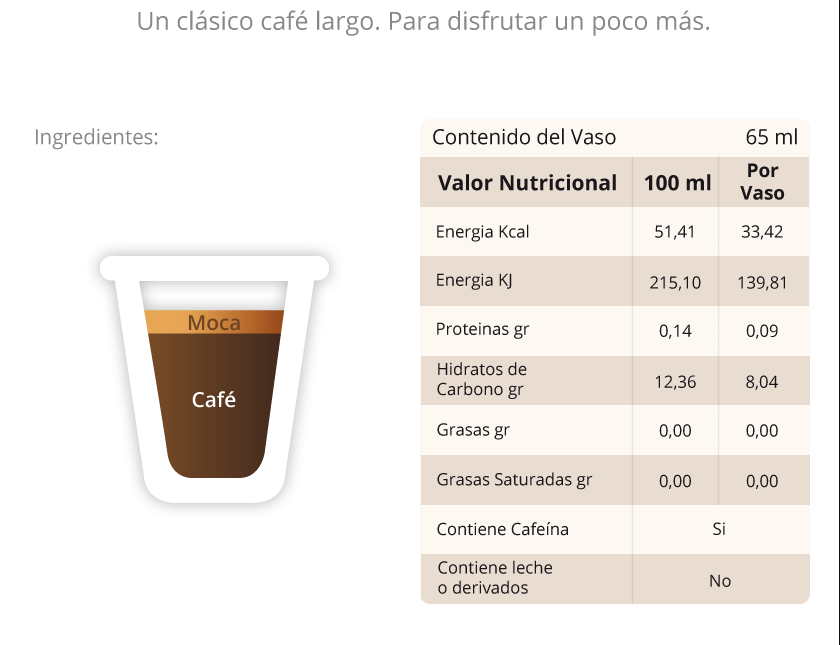 Un clásico café largo. Para disfrutar un poco más.
Ingredientes:
Moca
Café
Contenido del Vaso 65 ml
Valor Nutricional 100 ml Por Vaso
Energia Kcal 51,41 33,42
Energia KJ 215,10 139,81
Proteinas gr 0,14 0,09
Hidratos de
Carbono gr 12,36 8,04
Grasas gr 0,00 0,00
Grasas Saturadas gr 0,00 0,00
Contiene Cafeína Si
Contiene leche
o derivados No